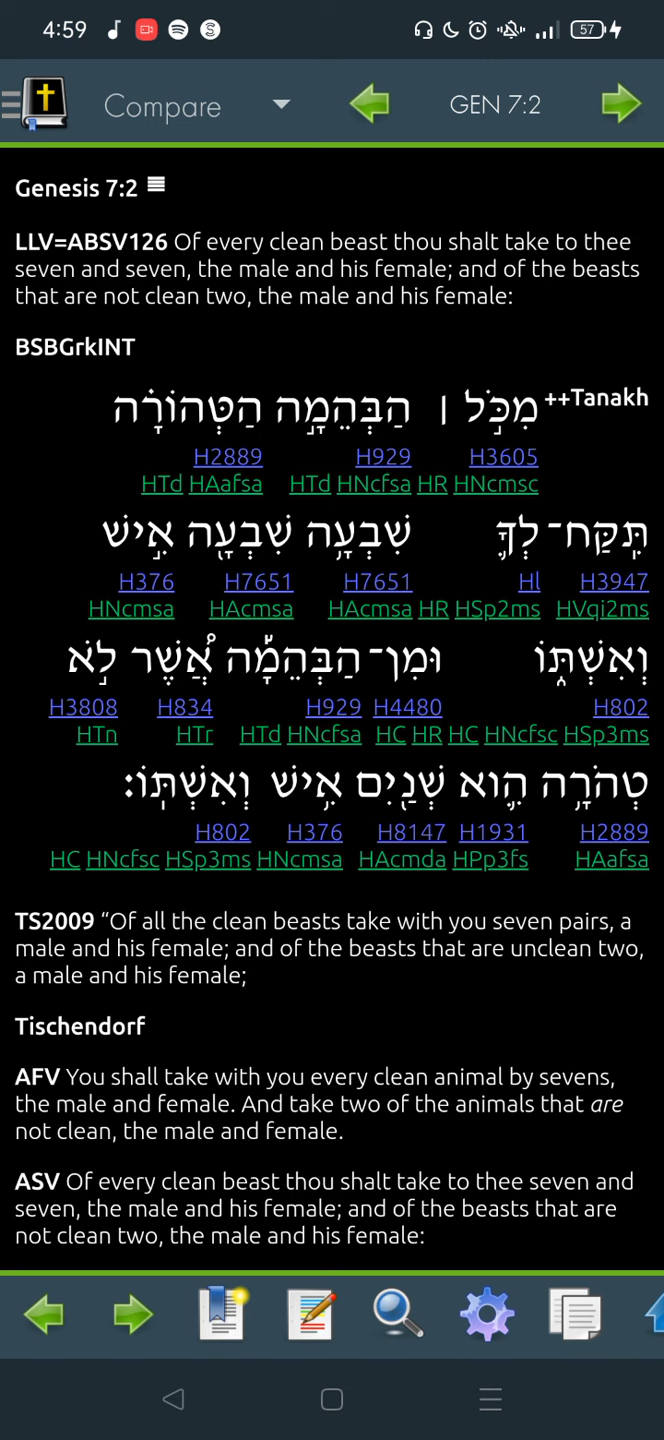 4:59
57
Compare
GEN 7:2
Genesis 7:2
LLV=ABSV126 Of every clean beast thou shalt take to thee
seven and seven, the male and his female; and of the beasts
that are not clean two, the male and his female:
BSBGrkINT
++Tanakh מִכֹּ֣ל ׀ הַבְּהֵמָ֣ה הַטְּהוֹרָ֗ה
H2889 H929 H3605
HTd HAafsa HTd HNcfsa HR HNcmsc
תִּֽקַּח־ לְךָ֛ שִׁבְעָ֥ה שִׁבְעָ֖ה אִ֣ישׁ
H376 H7651 H7651 Hl H3947
HNcmsa HAcmsa HAcmsa HR HSp2ms HVqi2ms
וְאִשְׁתּ֑וֹ וּמִן־ הַבְּהֵמָ֡ה אֲ֠שֶׁר לֹ֣א
H3808 H834 H929 H4480 H802
HTn HTr HTd HNcfsa HC HR HC HNcfsc HSp3ms
טְהֹרָ֥ה הִ֛וא שְׁנַ֖יִם אִ֥ישׁ וְאִשְׁתּֽוֹ׃
H802 H376 H8147 H1931 H2889
HC HNcfsc HSp3ms HNcmsa HAcmda HPp3fs HAafsa
TS2009 “Of all the clean beasts take with you seven pairs, a
male and his female; and of the beasts that are unclean two,
a male and his female;
Tischendorf
AFV You shall take with you every clean animal by sevens,
the male and female. And take two of the animals that are
not clean, the male and female.
ASV Of every clean beast thou shalt take to thee seven and
seven, the male and his female; and of the beasts that are
not clean two, the male and his female: